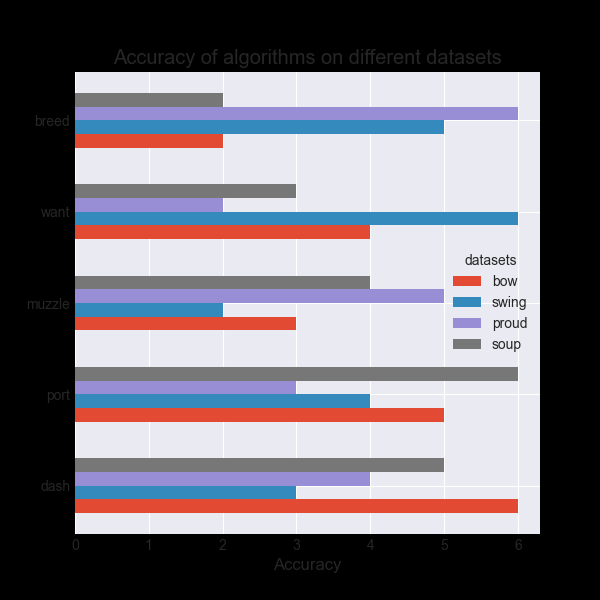 Accuracy of algorithms on different datasets
breed
want
muzzle
port
dash
datasets
bow
swing
proud
soup
0 1 2 3 4 5 6
Accuracy